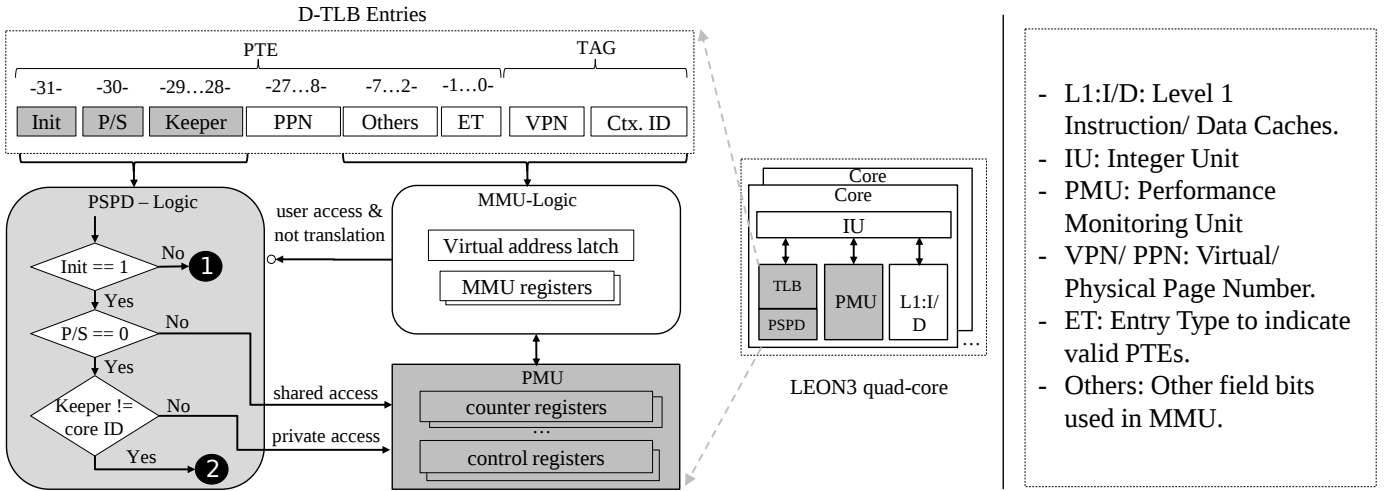 D-TLB Entries
PTE
TAG
-31-
-30-
-29…28-
-27…8-
-7…2-
-1…0-
Init
P/S
Keeper
PPN
Others
ET
VPN
Ctx. ID
PSPD – Logic
Init == 1
No
1
Yes
P/S == 0
No
Yes
Keeper !=
core ID
No
Yes
2
user access &
not translation
MMU-Logic
Virtual address latch
MMU registers
shared access
private access
PMU
counter registers
…
control registers
Core
Core
IU
TLB
PSPD
PMU
L1:I/
D
…
LEON3 quad-core
- L1:I/D: Level 1
Instruction/ Data Caches.
- IU: Integer Unit
- PMU: Performance
Monitoring Unit
- VPN/ PPN: Virtual/
Physical Page Number.
- ET: Entry Type to indicate
valid PTEs.
- Others: Other field bits
used in MMU.